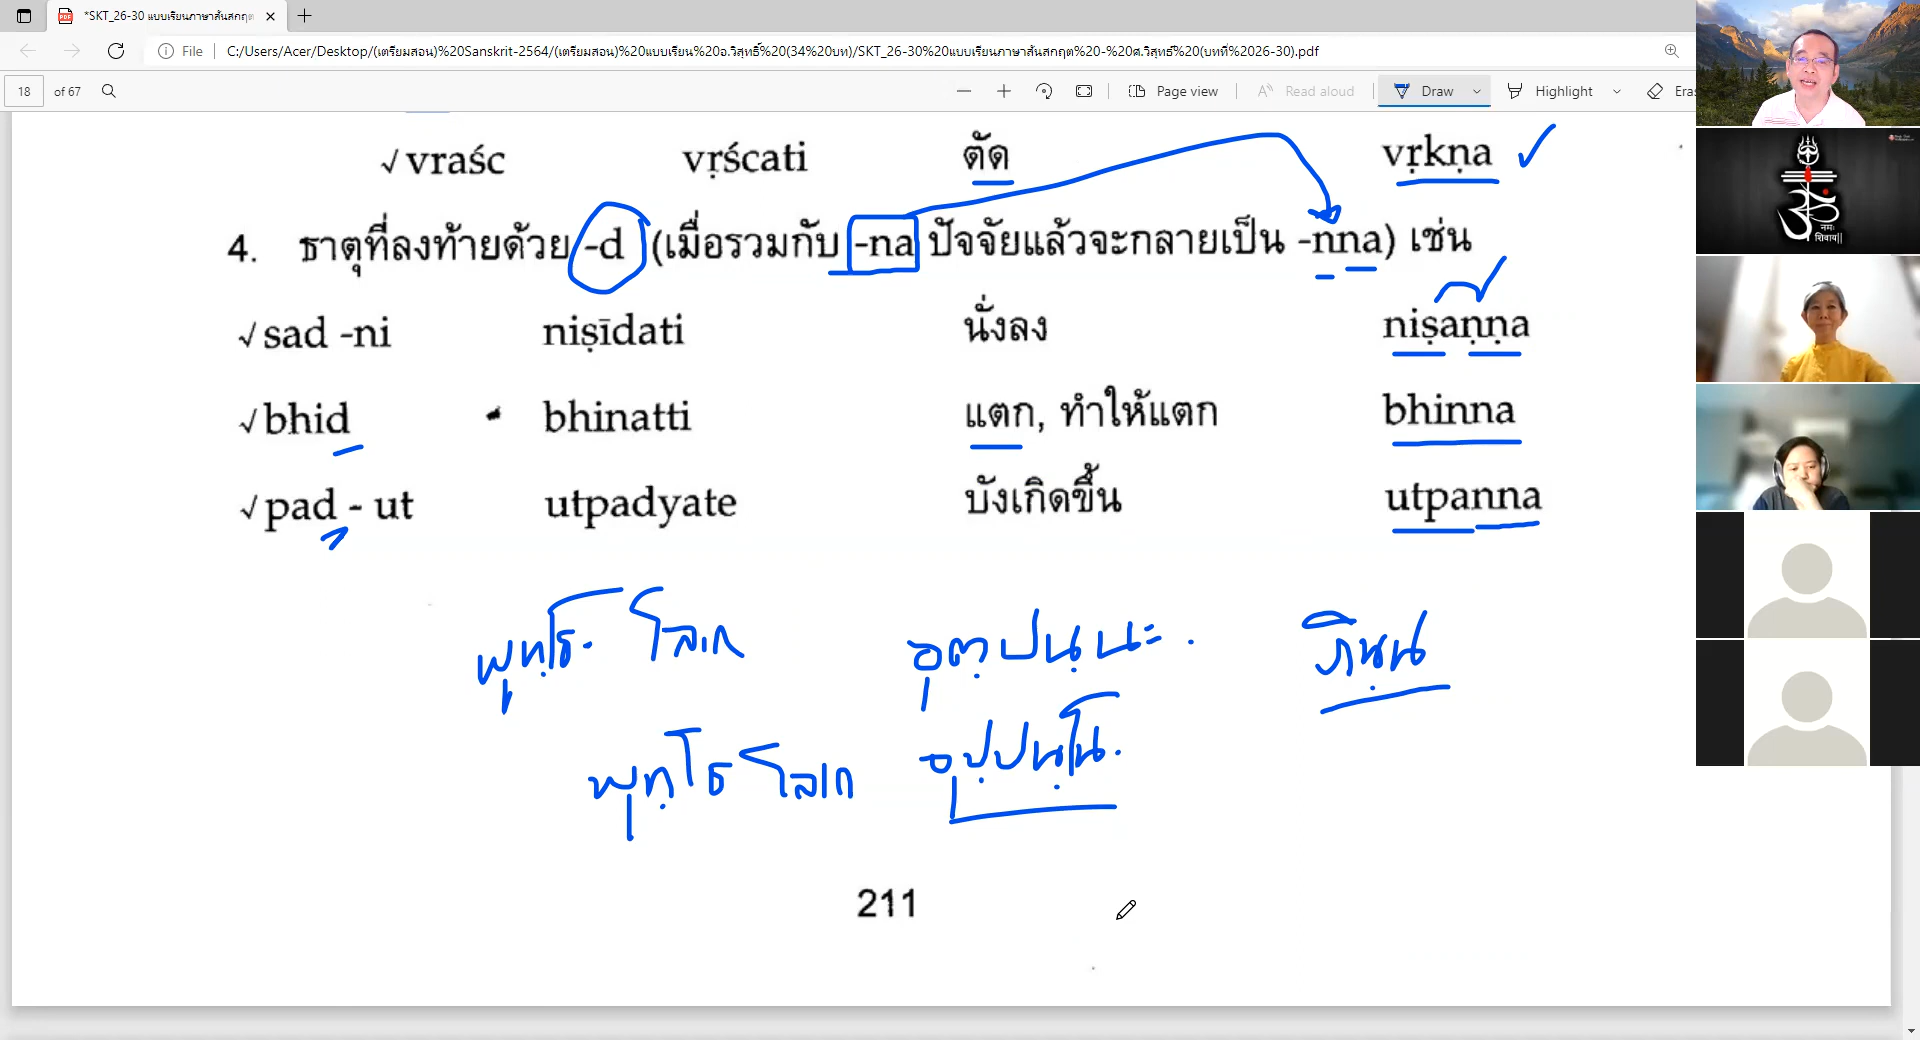 *SKT_26-30 แบบเรียนภาษาสันสกฤต
File C:/Users/Acer/Desktop/(เตรียมสอน)%20Sanskrit-2564/(เตรียมสอน)%20แบบเรียน%20อ.วิสุทธิ์%20(34%20บท)/SKT_26-30%20แบบเรียนภาษาสันสกฤต%20-%20ศ.วิสุทธ์%20(บทที่%2026-30).pdf
18 of 67 Page view Read aloud Draw Highlight Eras
√ vraśc vṛścati ตัด vṛkṇa
4. ธาตุที่ลงท้ายด้วย -d (เมื่อรวมกับ -na ปัจจัยแล้วจะกลายเป็น -nna) เช่น
√ sad -ni niṣīdati นั่งลง niṣaṇṇa
√ bhid bhinatti แตก, ทำให้แตก bhinna
√ pad - ut utpadyate บังเกิดขึ้น utpanna
พุทฺโธ โลเก อุตฺปนฺนะ ภินฺน
พุทฺโธ โลเก อุปฺปนฺโน
211
नमः
शिवाय||